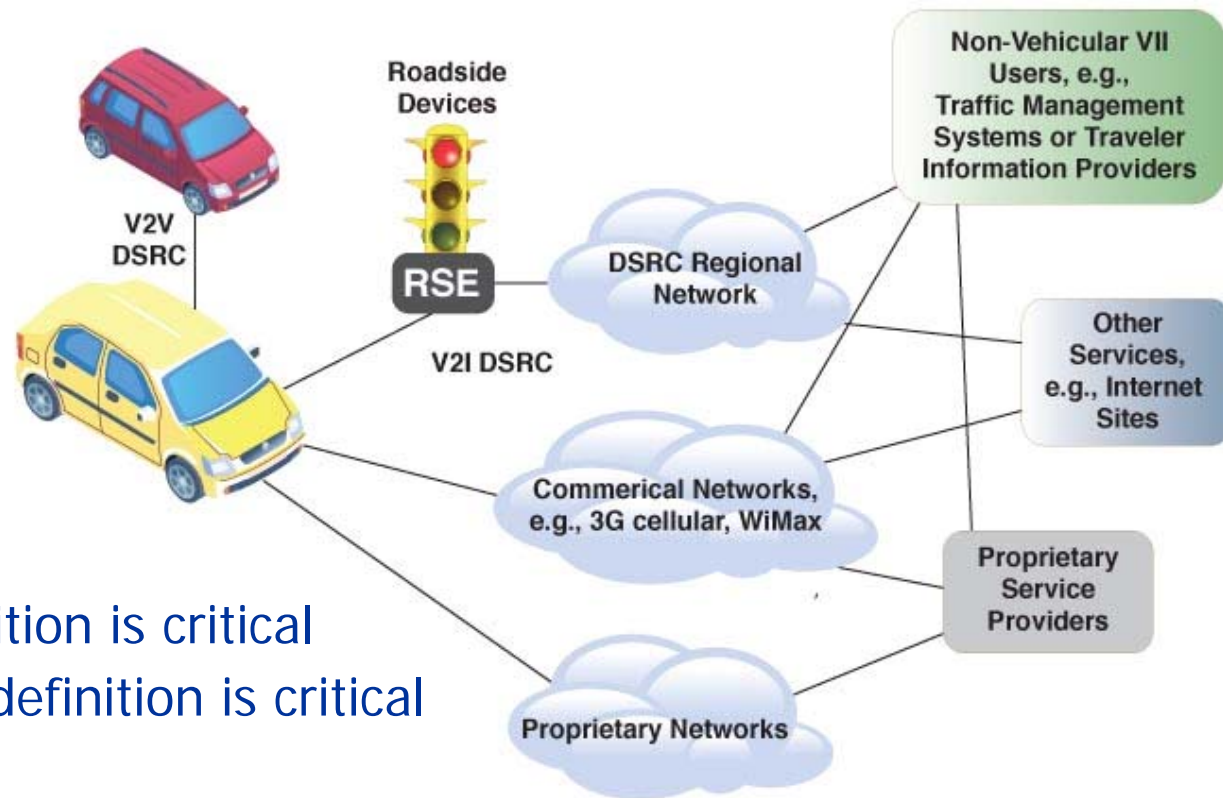 Roadside
Devices
Non-Vehicular VII
Users, e.g.,
Traffic Management
Systems or Traveler
Information Providers
V2V
DSRC
RSE
DSRC Regional
Network
V2I DSRC
Other
Services,
e.g., Internet
Sites
Commerical Networks,
e.g., 3G cellular, WiMax
Proprietary
Service
Providers
ition is critical
definition is critical
Proprietary Networks